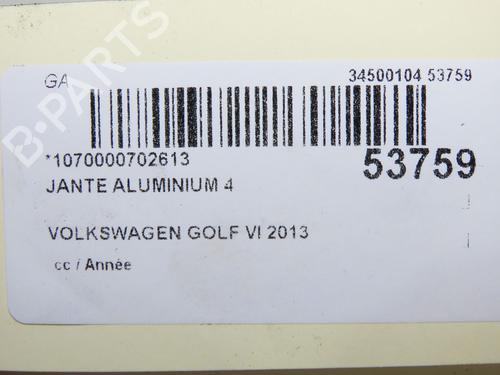 GA
34500104 53759
*1070000702613
53759
JANTE ALUMINIUM 4
VOLKSWAGEN GOLF VI 2013
cc / Année
B-PARTS